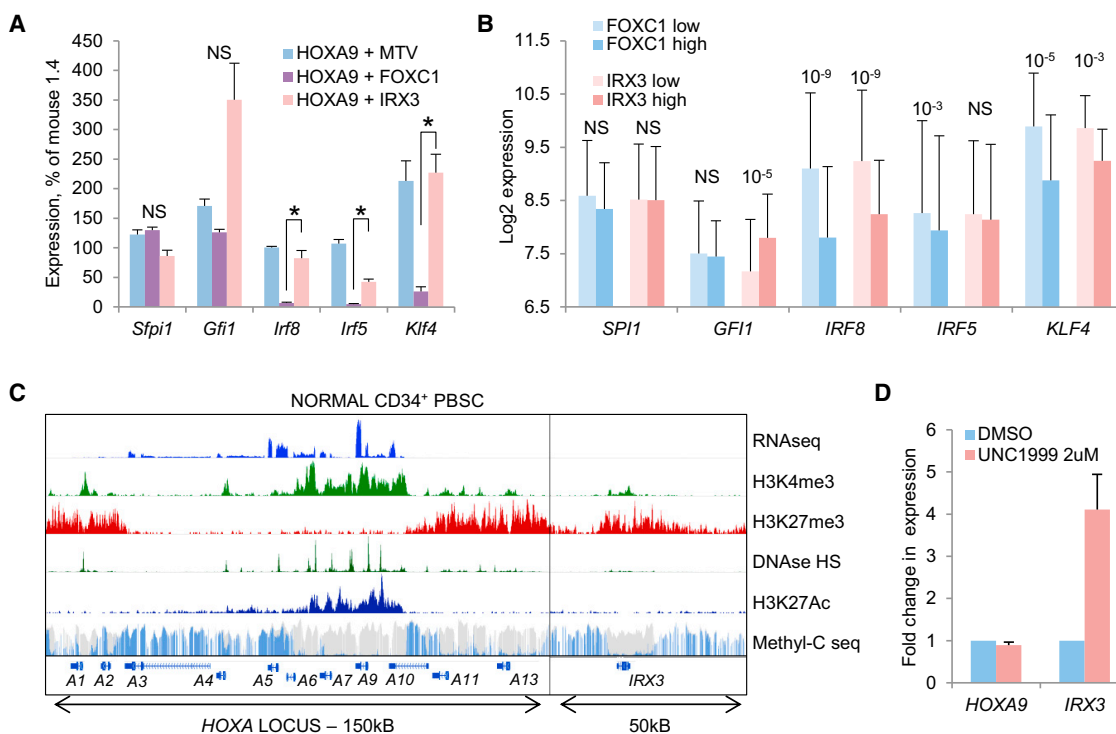 A
Expression, % of mouse 1.4
450
400
350
300
250
200
150
100
50
0
HOXA9 + MTV
HOXA9 + FOXC1
HOXA9 + IRX3
NS
NS
*
*
*
Sfpi1 Gfi1 Irf8 Irf5 Klf4
B
Log2 expression
11.5
10.5
9.5
8.5
7.5
6.5
FOXC1 low
FOXC1 high
IRX3 low
IRX3 high
NS NS NS 10-5 10-9 10-9 10-3 NS 10-5 10-3
SPI1 GFI1 IRF8 IRF5 KLF4
C
NORMAL CD34+ PBSC
RNAseq
H3K4me3
H3K27me3
DNAse HS
H3K27Ac
Methyl-C seq
A1 A2 A3 A4 A5 A6 A7 A9 A10 A11 A13 IRX3
HOXA LOCUS – 150kB 50kB
D
Fold change in expression
6
5
4
3
2
1
0
DMSO
UNC1999 2uM
HOXA9 IRX3